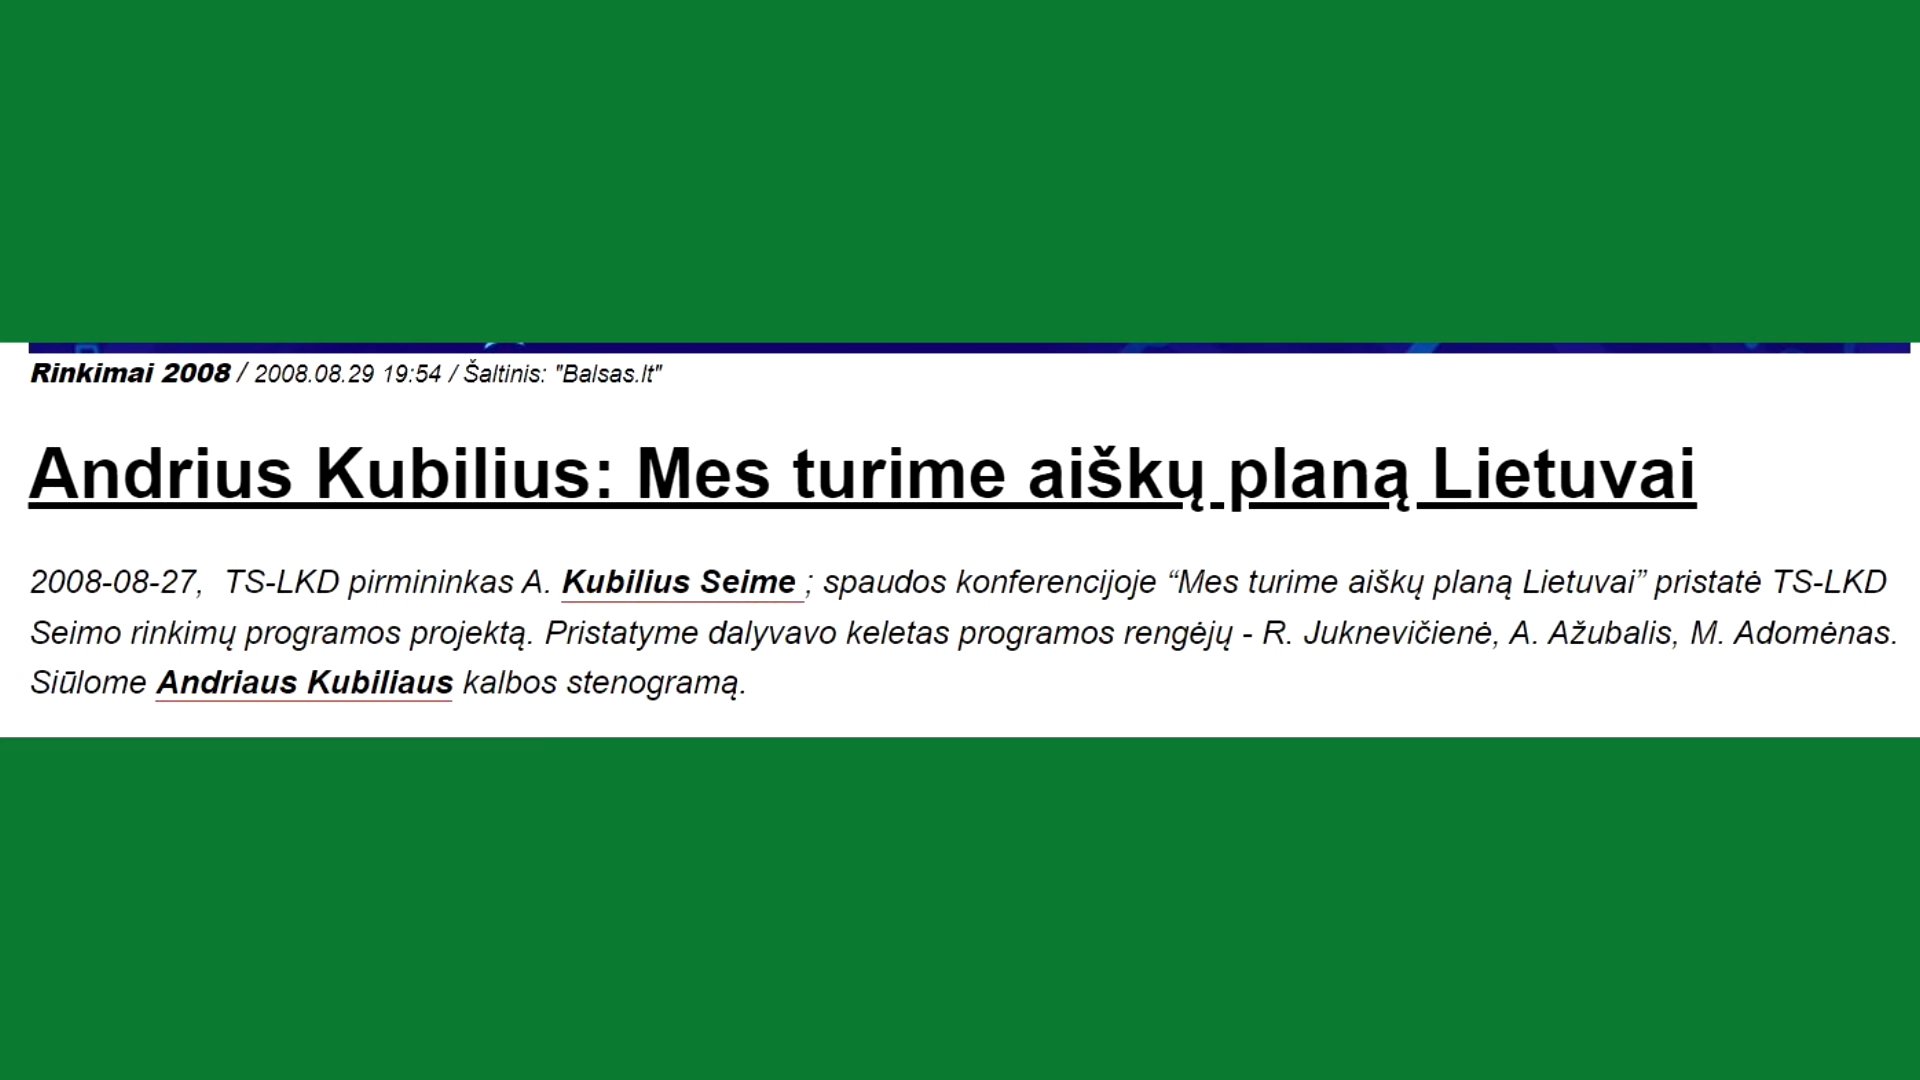 Rinkimai 2008 / 2008.08.29 19:54 / Šaltinis: "Balsas.lt"
Andrius Kubilius: Mes turime aiškų planą Lietuvai
2008-08-27, TS-LKD pirmininkas A. Kubilius Seime ; spaudos konferencijoje “Mes turime aiškų planą Lietuvai” pristatė TS-LKD
Seimo rinkimų programos projektą. Pristatyme dalyvavo keletas programos rengėjų - R. Juknevičienė, A. Ažubalis, M. Adomėnas.
Siūlome Andriaus Kubiliaus kalbos stenogramą.